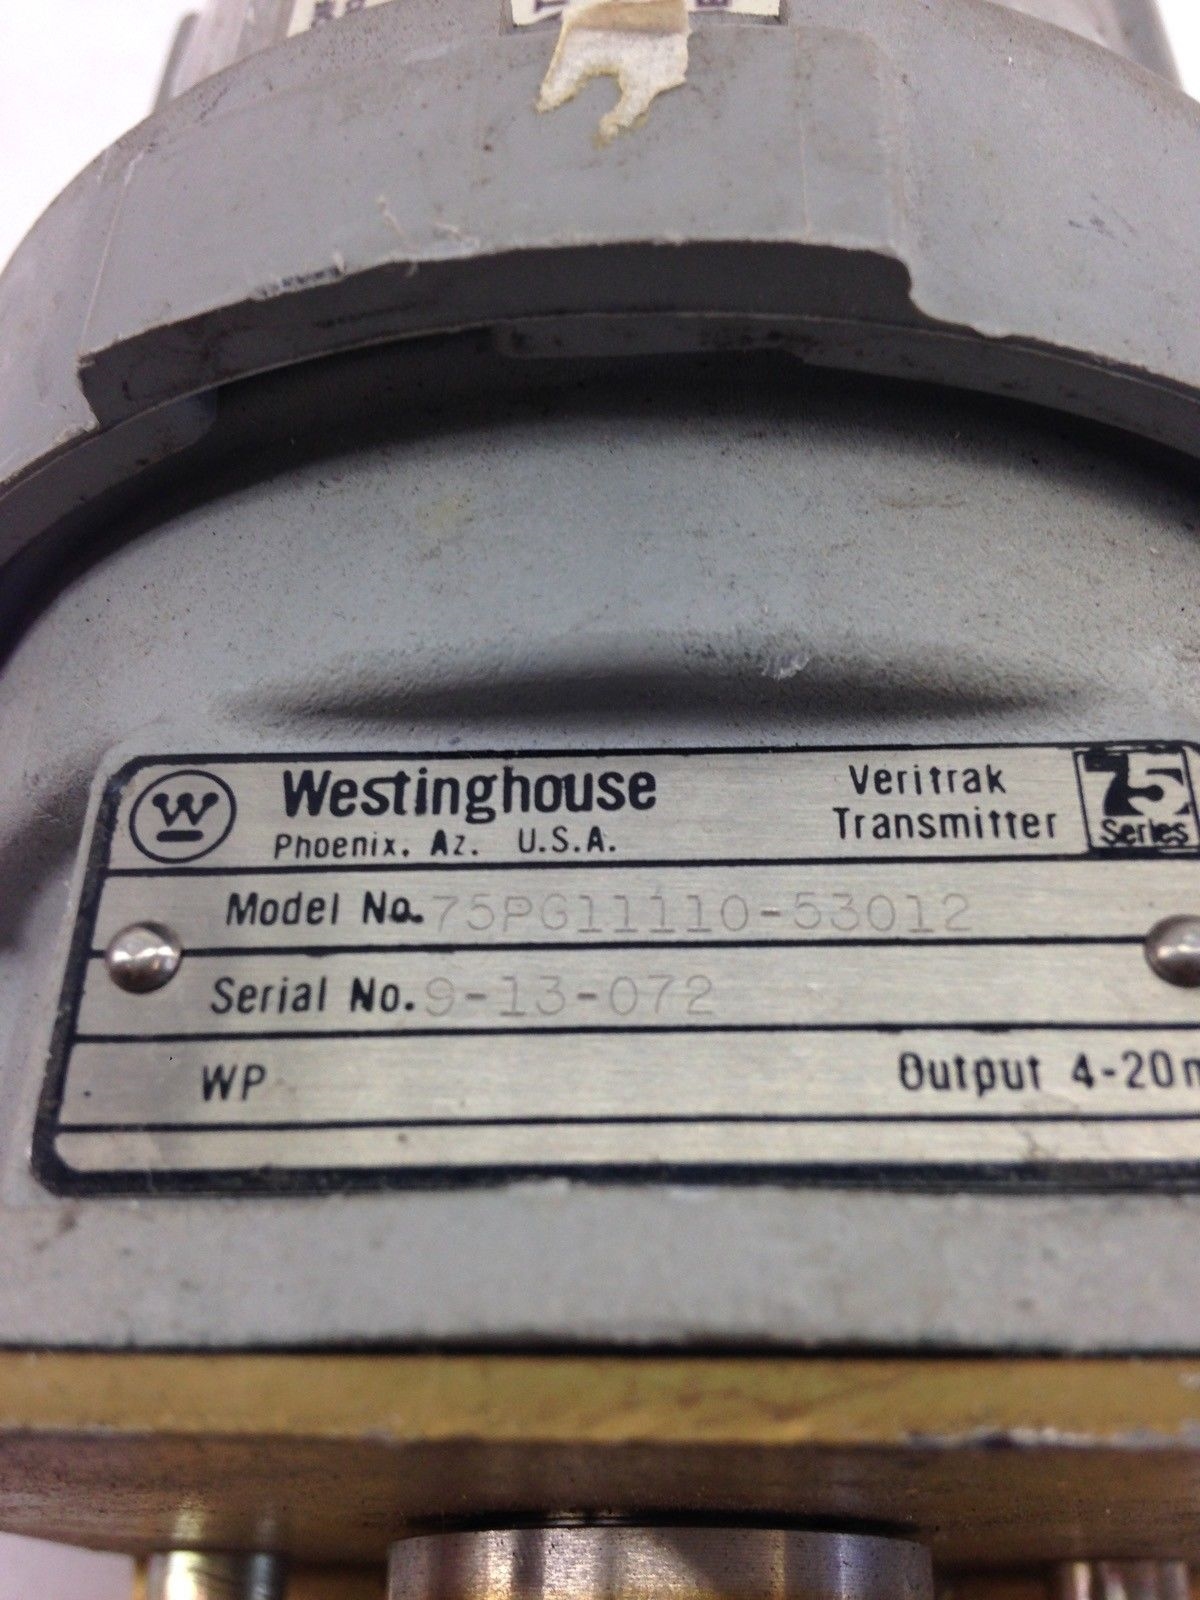 W Westinghouse Veritrak 75
Phoenix, Az. U.S.A. Transmitter Series
Model No. 75PG11110-53012
Serial No. 9-13-072
WP Output 4-20m